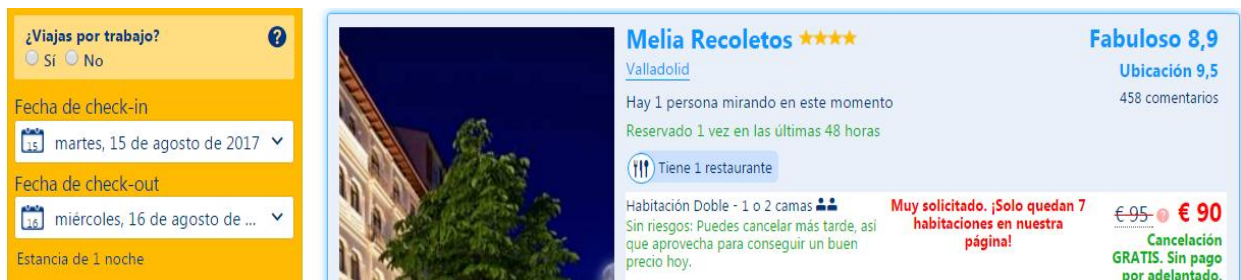 ¿Viajas por trabajo?
Sí No
Fecha de check-in
15 martes, 15 de agosto de 2017
Fecha de check-out
16 miércoles, 16 de agosto de ...
Estancia de 1 noche
Melia Recoletos
Valladolid
Hay 1 persona mirando en este momento
Reservado 1 vez en las últimas 48 horas
Tiene 1 restaurante
Fabuloso 8,9
Ubicación 9,5
458 comentarios
Habitación Doble - 1 o 2 camas
Sin riesgos: Puedes cancelar más tarde, así
que aprovecha para conseguir un buen
precio hoy.
Muy solicitado. ¡Solo quedan 7
habitaciones en nuestra
página!
€ 95 € 90
Cancelación
GRATIS. Sin pago
por adelantado.